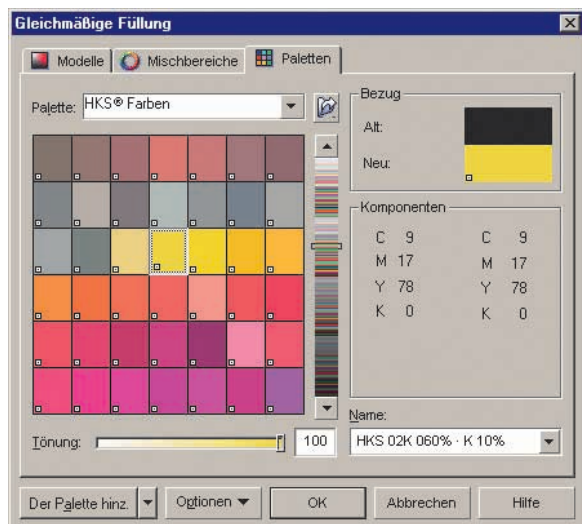 Gleichmäßige Füllung
Modelle Mischbereiche Paletten
Palette: HKS® Farben
Bezug
Alt:
Neu:
Komponenten
C 9 C 9
M 17 M 17
Y 78 Y 78
K 0 K 0
Name:
Tönung: 100 HKS 02K 060% · K 10%
Der Palette hinz. Optionen OK Abbrechen Hilfe